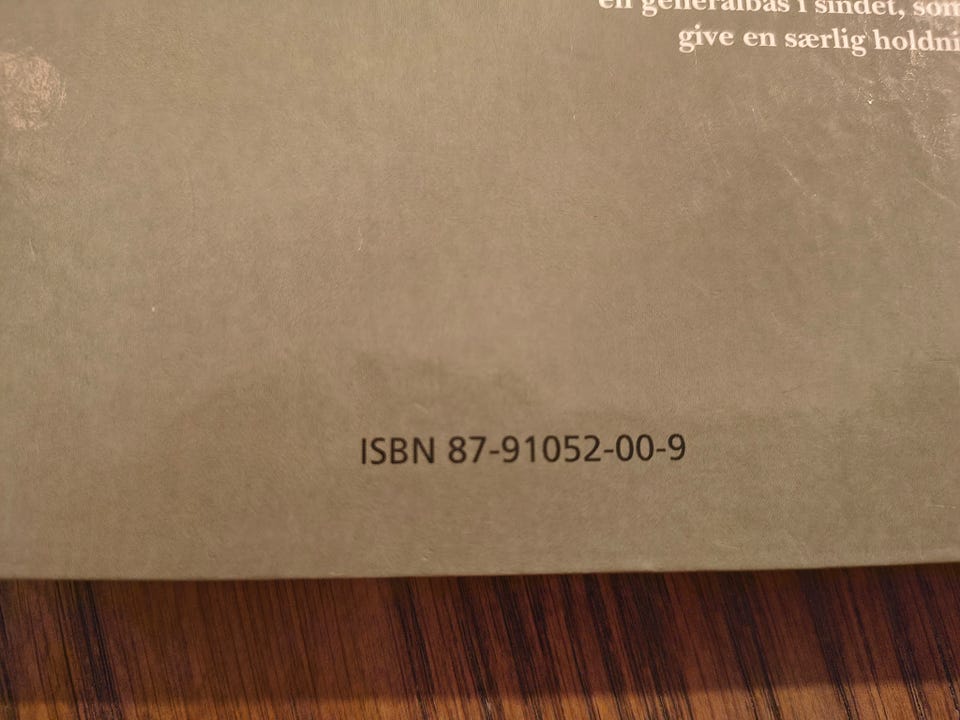 en generalbas i sindet, som
give en særlig holdni
ISBN 87-91052-00-9